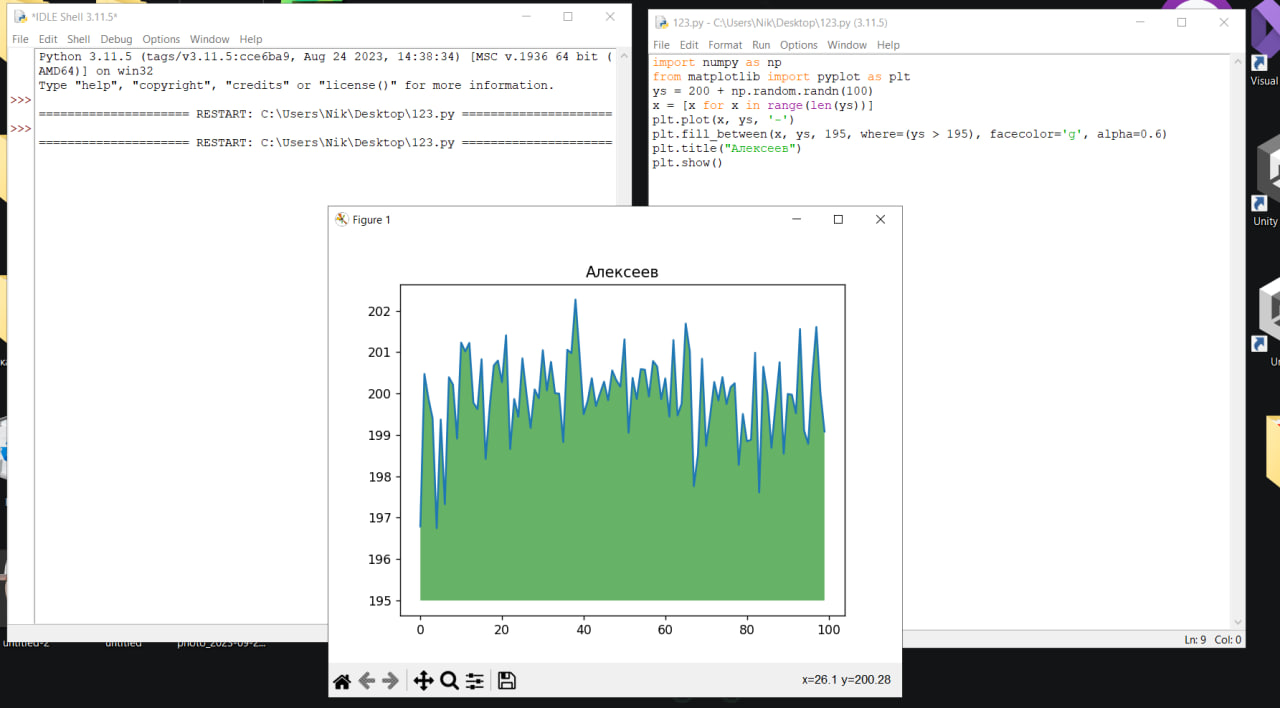 *IDLE Shell 3.11.5*
File Edit Shell Debug Options Window Help
Python 3.11.5 (tags/v3.11.5:cce6ba9, Aug 24 2023, 14:38:34) [MSC v.1936 64 bit (
AMD64)] on win32
Type "help", "copyright", "credits" or "license()" for more information.
>>>
===================== RESTART: C:\Users\Nik\Desktop\123.py =====================
>>>
===================== RESTART: C:\Users\Nik\Desktop\123.py =====================
123.py - C:\Users\Nik\Desktop\123.py (3.11.5)
File Edit Format Run Options Window Help
import numpy as np
from matplotlib import pyplot as plt
ys = 200 + np.random.randn(100)
x = [x for x in range(len(ys))]
plt.plot(x, ys, '-')
plt.fill_between(x, ys, 195, where=(ys > 195), facecolor='g', alpha=0.6)
plt.title("Алексеев")
plt.show()
Ln: 9 Col: 0
Figure 1
Алексеев
202
201
200
199
198
197
196
195
0 20 40 60 80 100
x=26.1 y=200.28
Visual
Unity
untitled-2
untitled
photo_2023-09-2...